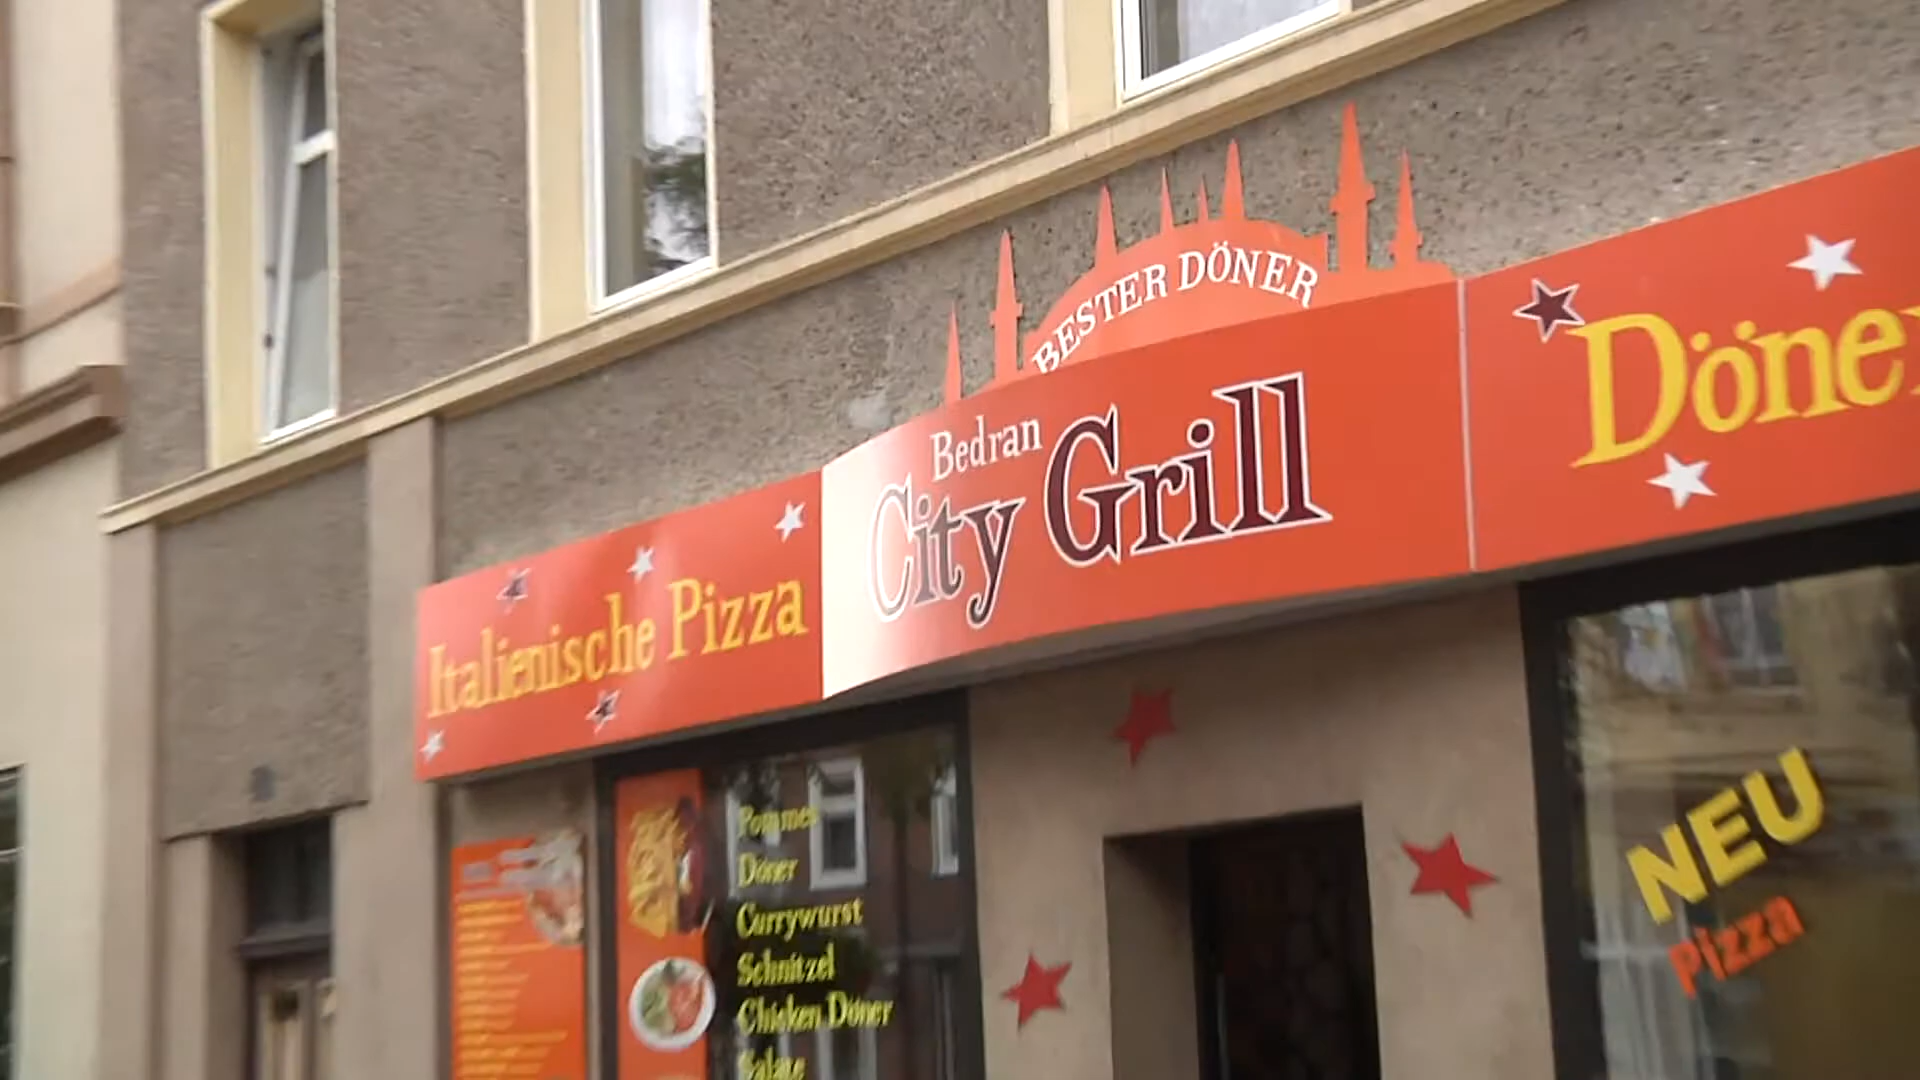 BESTER DÖNER
Bedran
City Grill
Italienische Pizza
Döner
Pommes
Döner
Currywurst
Schnitzel
Chicken Döner
Salate
NEU
Pizza